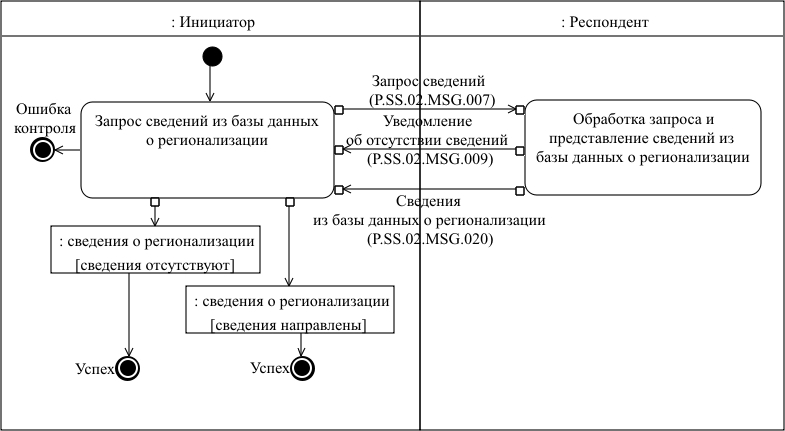 : Инициатор
: Респондент
Ошибка
контроля
Запрос сведений из базы данных
о регионализации
Запрос сведений
(P.SS.02.MSG.007)
Уведомление
об отсутствии сведений
(P.SS.02.MSG.009)
Сведения
из базы данных о регионализации
(P.SS.02.MSG.020)
Обработка запроса и
представление сведений из
базы данных о регионализации
: сведения о регионализации
[сведения отсутствуют]
: сведения о регионализации
[сведения направлены]
Успех
Успех